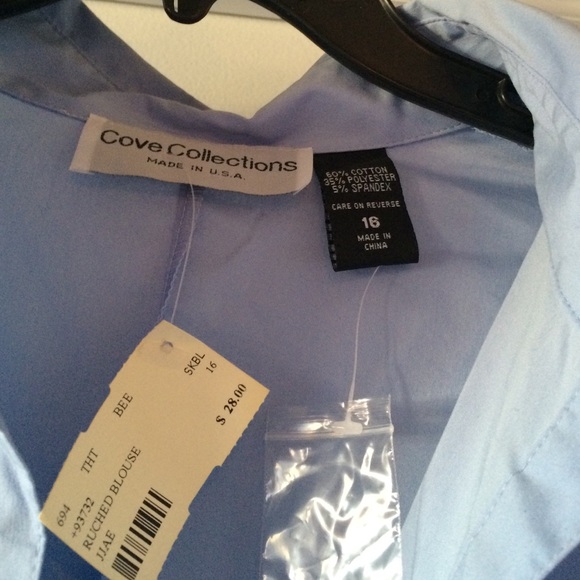 Cove Collections
MADE IN U.S.A.
60% COTTON
35% POLYESTER
5% SPANDEX
CARE ON REVERSE
16
MADE IN
CHINA
SKBL
16
$ 28.00
BEE
THT
694
+93732
RUCHED BLOUSE
JJAE